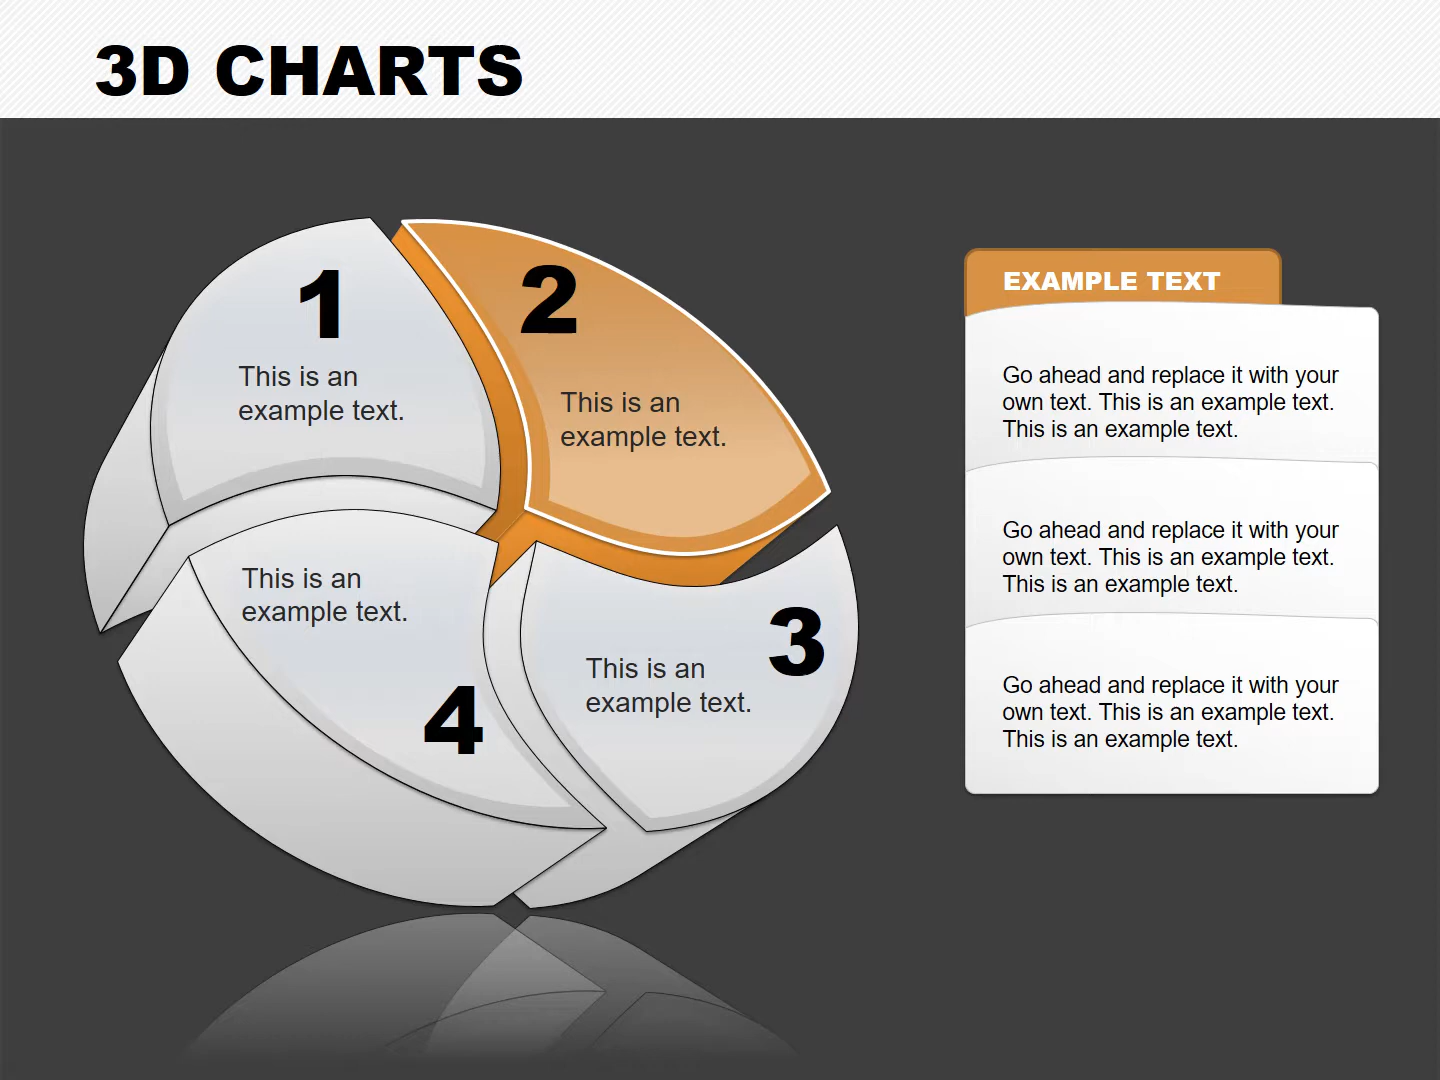 3D CHARTS
1
This is an
example text.
2
This is an
example text.
3
This is an
example text.
4
This is an
example text.
EXAMPLE TEXT
Go ahead and replace it with your
own text. This is an example text.
This is an example text.
Go ahead and replace it with your
own text. This is an example text.
This is an example text.
Go ahead and replace it with your
own text. This is an example text.
This is an example text.